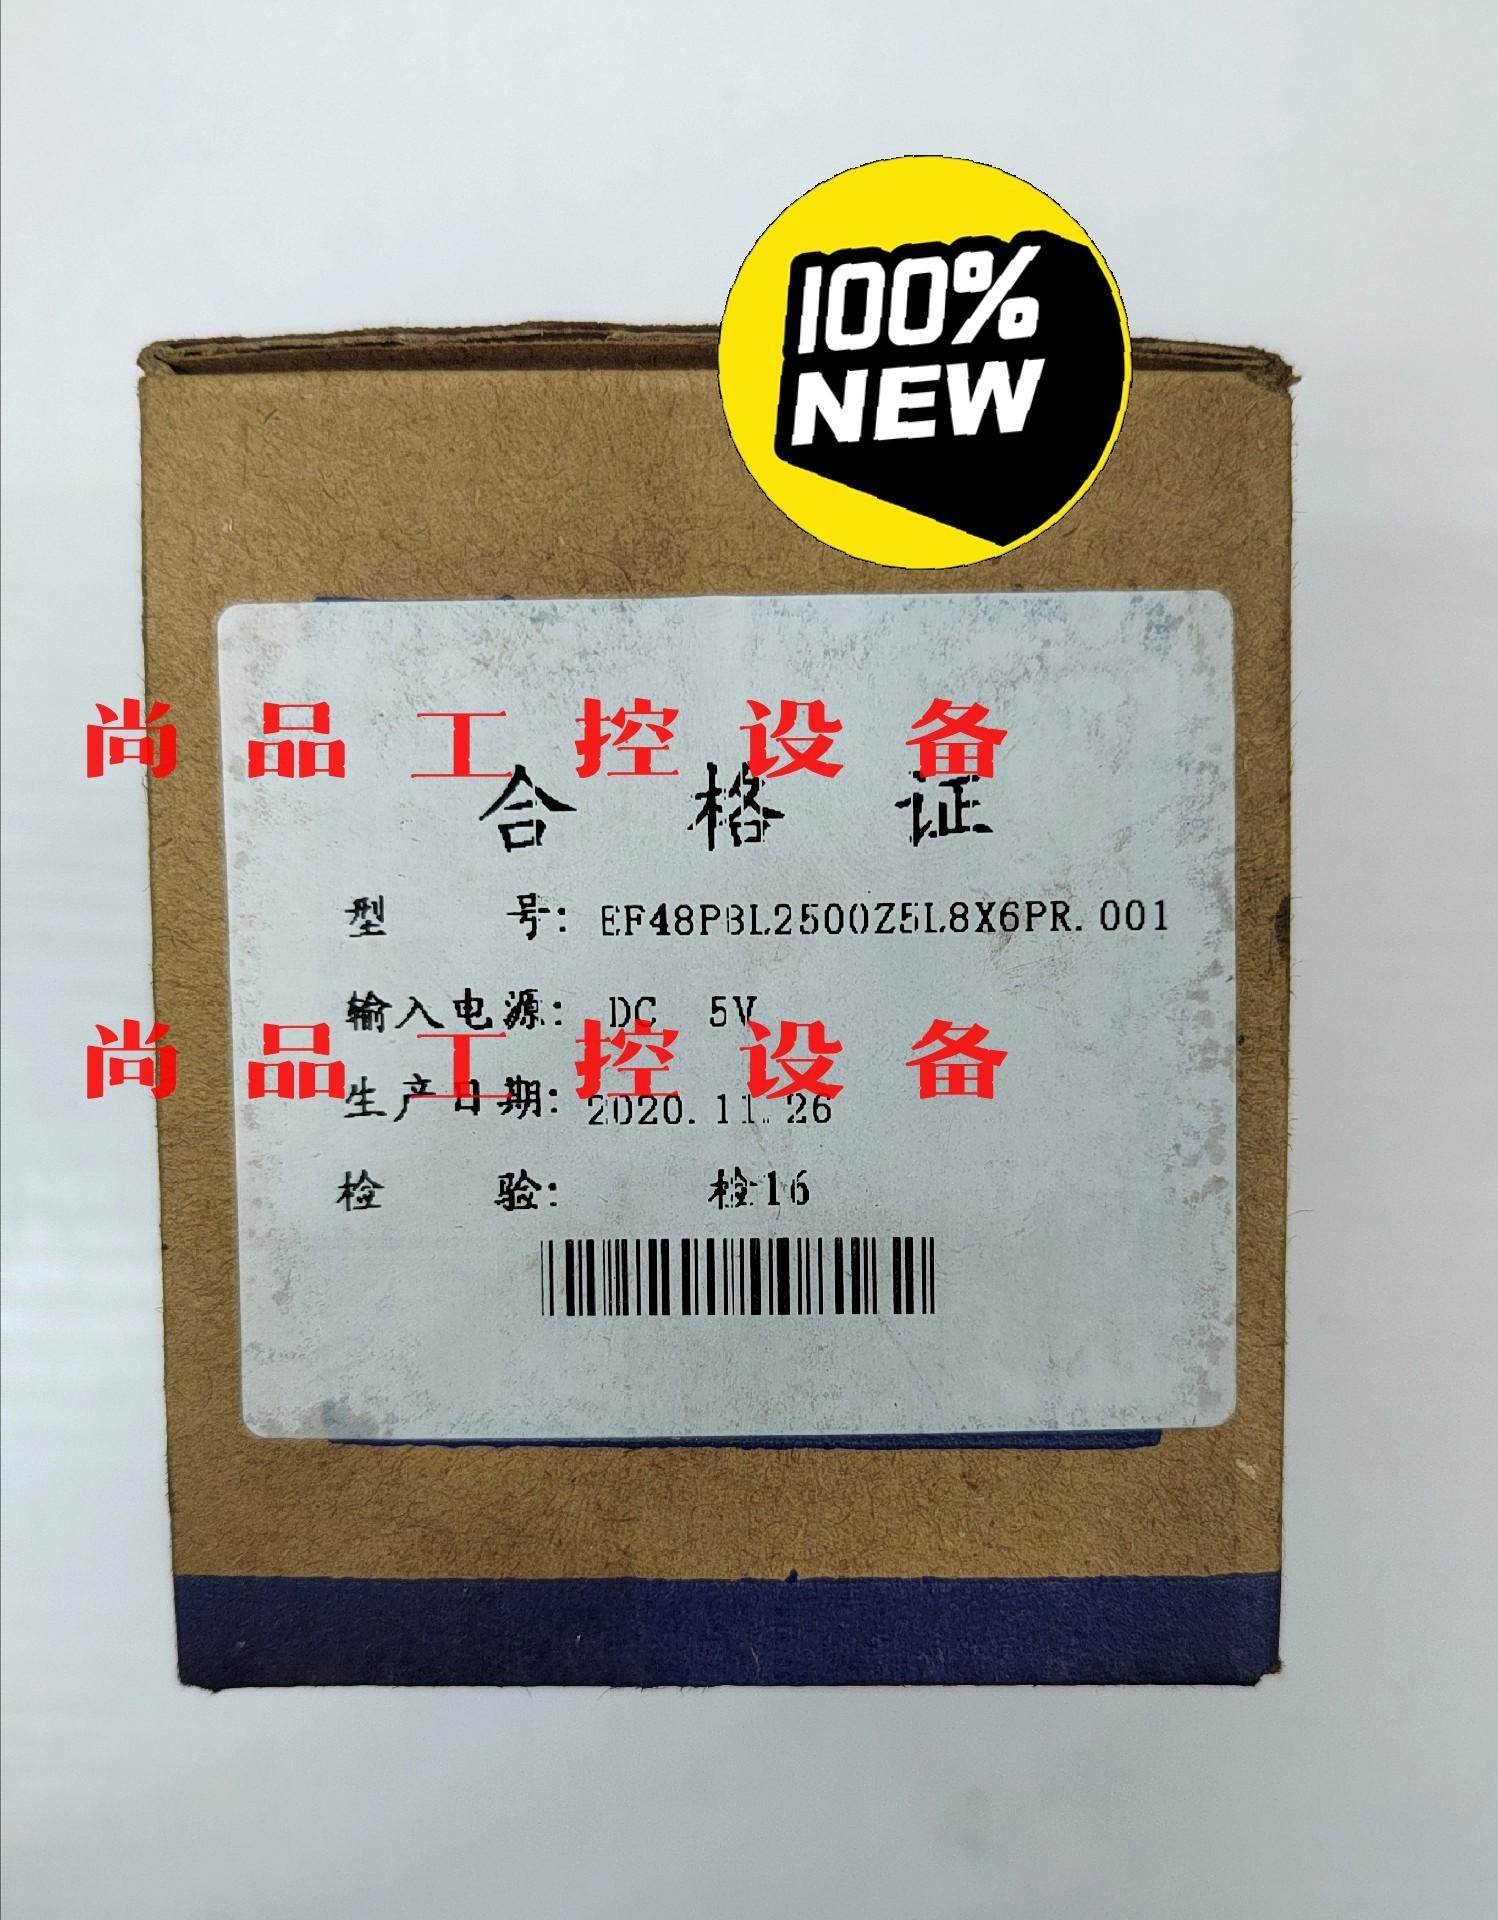 100%
NEW
尚品工控设备
合格证
型号: EF48PBL2500Z5L8X6PR.001
输入电源: DC 5V
尚品工控设备
生产日期: 2020.11.26
检验: 检16